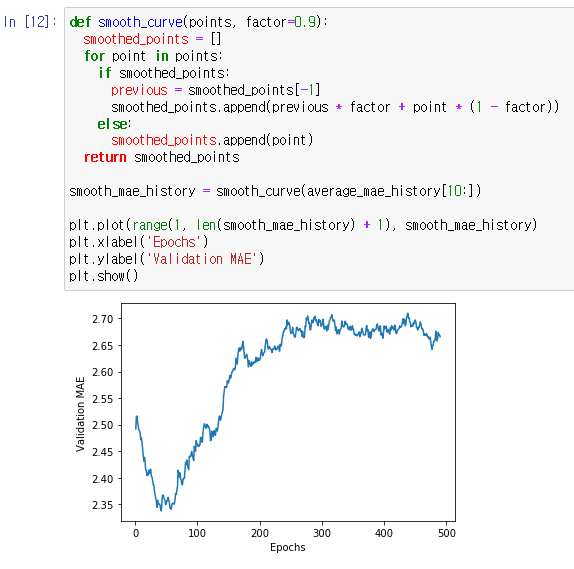 In [12]: def smooth_curve(points, factor=0.9):
  smoothed_points = []
  for point in points:
    if smoothed_points:
      previous = smoothed_points[-1]
      smoothed_points.append(previous * factor + point * (1 - factor))
    else:
      smoothed_points.append(point)
  return smoothed_points
smooth_mae_history = smooth_curve(average_mae_history[10:])
plt.plot(range(1, len(smooth_mae_history) + 1), smooth_mae_history)
plt.xlabel('Epochs')
plt.ylabel('Validation MAE')
plt.show()
2.70
2.65
2.60
2.55
2.50
2.45
2.40
2.35
Validation MAE
0 100 200 300 400 500
Epochs